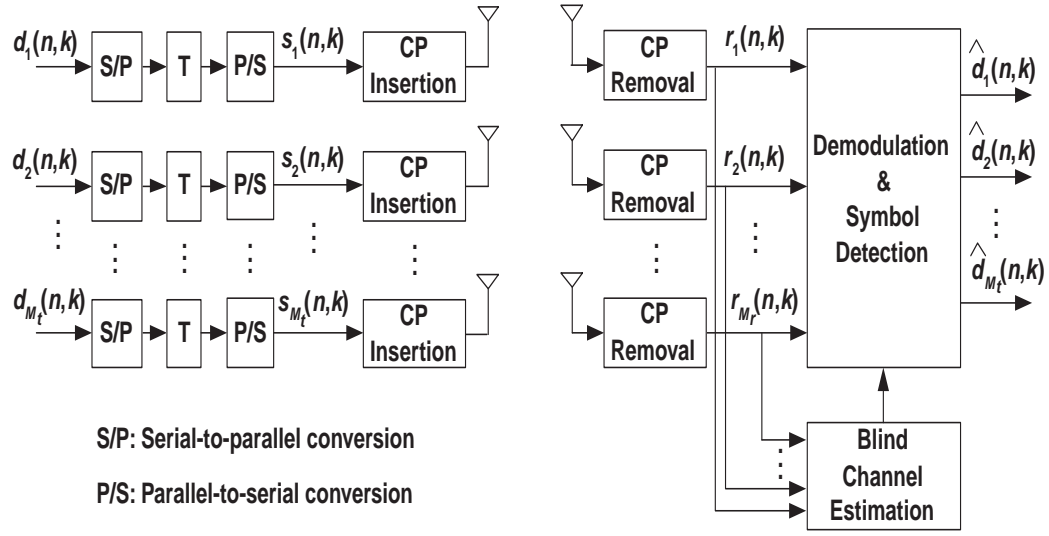 d1(n,k) S/P T P/S s1(n,k) CP Insertion
CP Removal r1(n,k)
d2(n,k) S/P T P/S s2(n,k) CP Insertion
CP Removal r2(n,k)
dMt(n,k) S/P T P/S sMt(n,k) CP Insertion
CP Removal rMr(n,k)
Demodulation
&
Symbol
Detection
d̂1(n,k)
d̂2(n,k)
d̂Mt(n,k)
Blind
Channel
Estimation
S/P: Serial-to-parallel conversion
P/S: Parallel-to-serial conversion